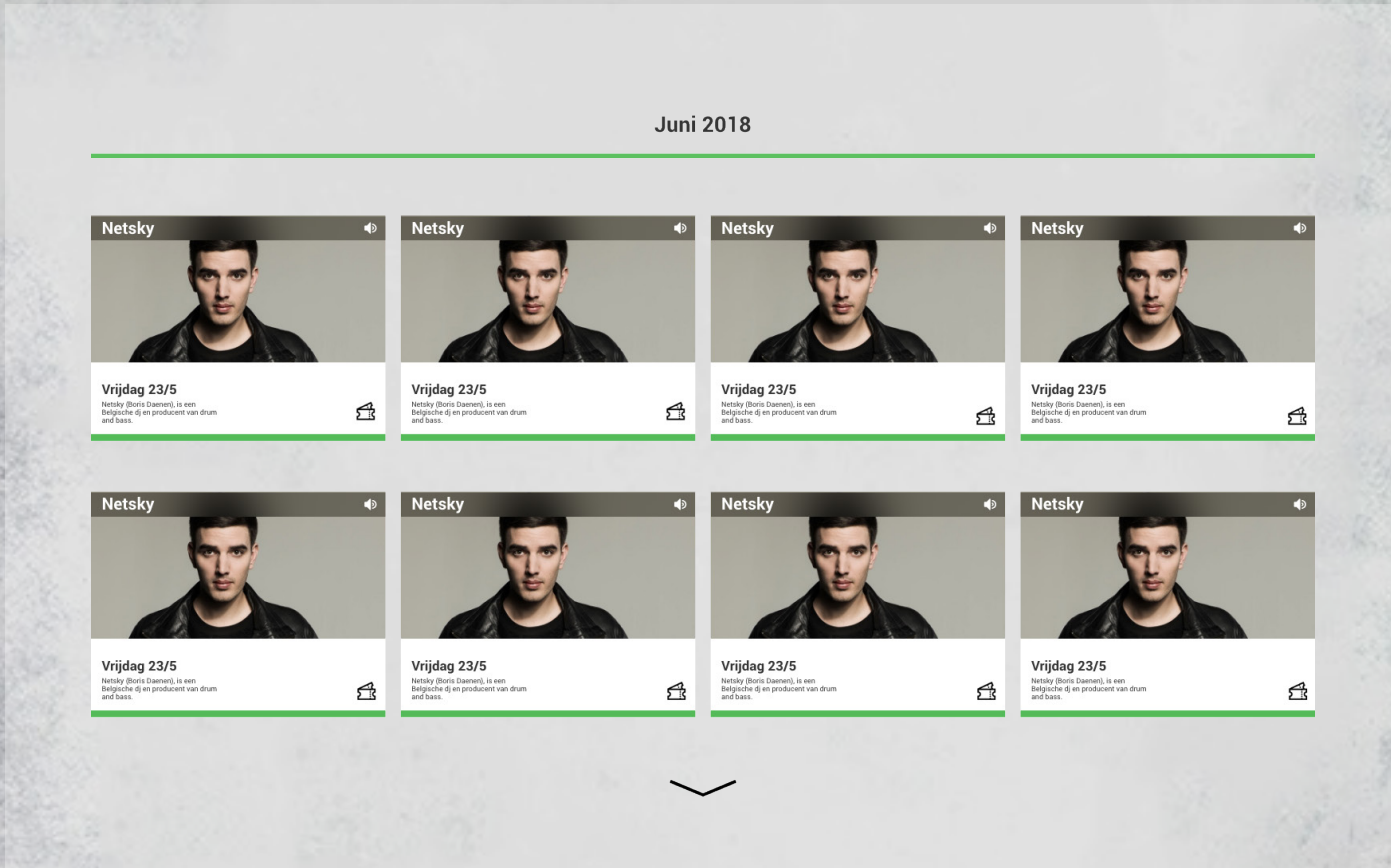 Juni 2018
Netsky
Netsky
Netsky
Netsky
Vrijdag 23/5
Netsky (Boris Daenen), is een
Belgische dj en producent van drum
and bass.
Vrijdag 23/5
Netsky (Boris Daenen), is een
Belgische dj en producent van drum
and bass.
Vrijdag 23/5
Netsky (Boris Daenen), is een
Belgische dj en producent van drum
and bass.
Vrijdag 23/5
Netsky (Boris Daenen), is een
Belgische dj en producent van drum
and bass.
Netsky
Netsky
Netsky
Netsky
Vrijdag 23/5
Netsky (Boris Daenen), is een
Belgische dj en producent van drum
and bass.
Vrijdag 23/5
Netsky (Boris Daenen), is een
Belgische dj en producent van drum
and bass.
Vrijdag 23/5
Netsky (Boris Daenen), is een
Belgische dj en producent van drum
and bass.
Vrijdag 23/5
Netsky (Boris Daenen), is een
Belgische dj en producent van drum
and bass.